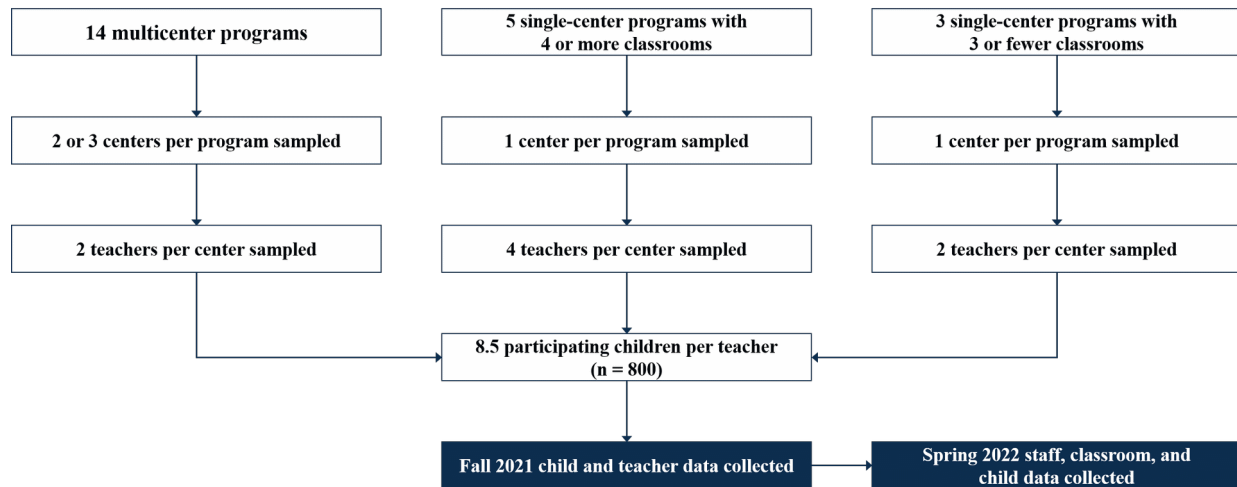 14 multicenter programs
5 single-center programs with
4 or more classrooms
3 single-center programs with
3 or fewer classrooms
2 or 3 centers per program sampled
1 center per program sampled
1 center per program sampled
2 teachers per center sampled
4 teachers per center sampled
2 teachers per center sampled
8.5 participating children per teacher
(n = 800)
Fall 2021 child and teacher data collected
Spring 2022 staff, classroom, and
child data collected